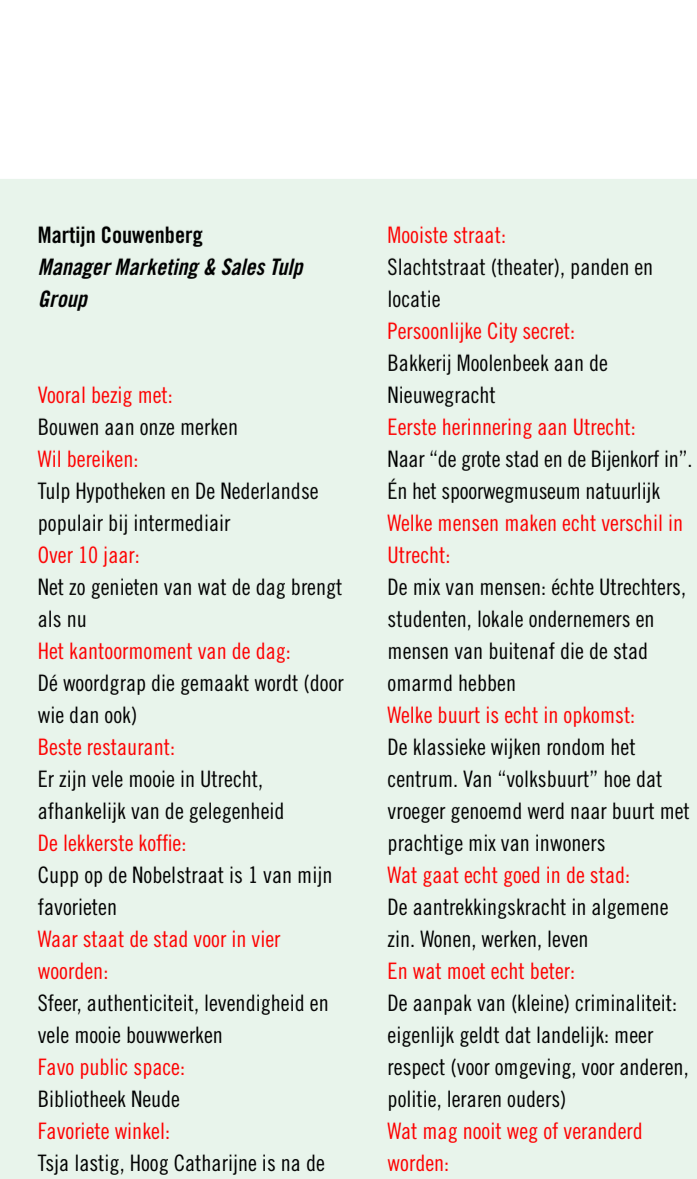 Martijn Couwenberg
Manager Marketing & Sales Tulp
Group
Vooral bezig met:
Bouwen aan onze merken
Wil bereiken:
Tulp Hypotheken en De Nederlandse
populair bij intermediair
Over 10 jaar:
Net zo genieten van wat de dag brengt
als nu
Het kantoormoment van de dag:
Dé woordgrap die gemaakt wordt (door
wie dan ook)
Beste restaurant:
Er zijn vele mooie in Utrecht,
afhankelijk van de gelegenheid
De lekkerste koffie:
Cupp op de Nobelstraat is 1 van mijn
favorieten
Waar staat de stad voor in vier
woorden:
Sfeer, authenticiteit, levendigheid en
vele mooie bouwwerken
Favo public space:
Bibliotheek Neude
Favoriete winkel:
Tsja lastig, Hoog Catharijne is na de
Mooiste straat:
Slachtstraat (theater), panden en
locatie
Persoonlijke City secret:
Bakkerij Moolenbeek aan de
Nieuwegracht
Eerste herinnering aan Utrecht:
Naar “de grote stad en de Bijenkorf in”.
Én het spoorwegmuseum natuurlijk
Welke mensen maken echt verschil in
Utrecht:
De mix van mensen: échte Utrechters,
studenten, lokale ondernemers en
mensen van buitenaf die de stad
omarmd hebben
Welke buurt is echt in opkomst:
De klassieke wijken rondom het
centrum. Van “volksbuurt” hoe dat
vroeger genoemd werd naar buurt met
prachtige mix van inwoners
Wat gaat echt goed in de stad:
De aantrekkingskracht in algemene
zin. Wonen, werken, leven
En wat moet echt beter:
De aanpak van (kleine) criminaliteit:
eigenlijk geldt dat landelijk: meer
respect (voor omgeving, voor anderen,
politie, leraren ouders)
Wat mag nooit weg of veranderd
worden: